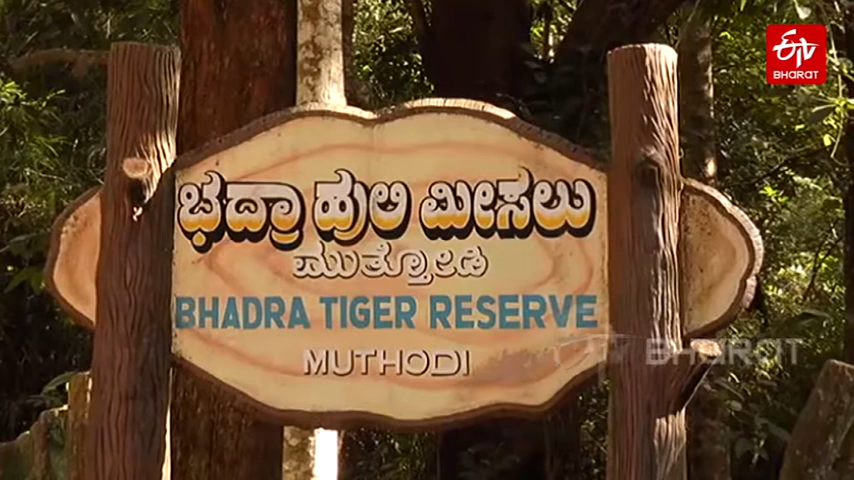 ETV
BHARAT
ಭದ್ರಾ ಹುಲಿ ಮೀಸಲು
ಮುತ್ತೋಡಿ
BHADRA TIGER RESERVE
MUTHODI
BHARAT